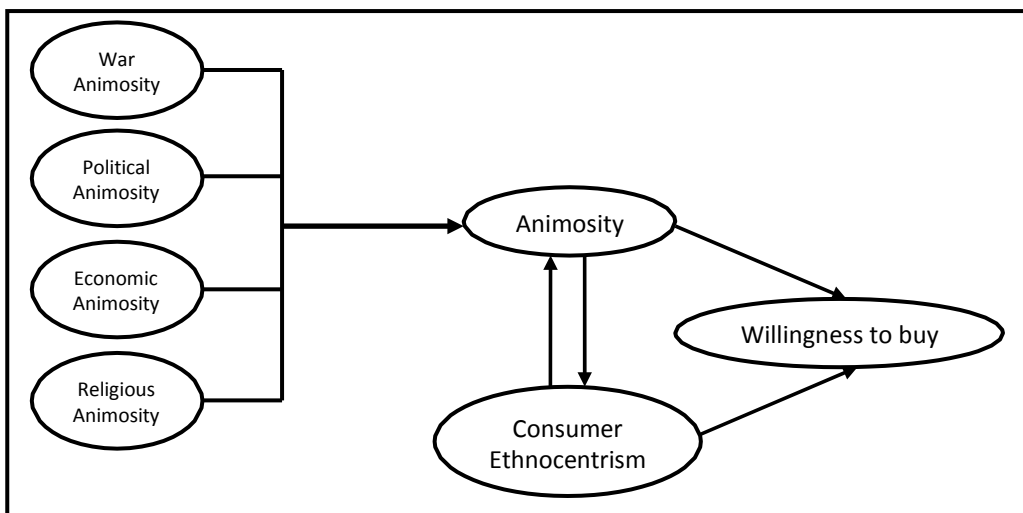 War
Animosity
Political
Animosity
Economic
Animosity
Religious
Animosity
Animosity
Consumer
Ethnocentrism
Willingness to buy